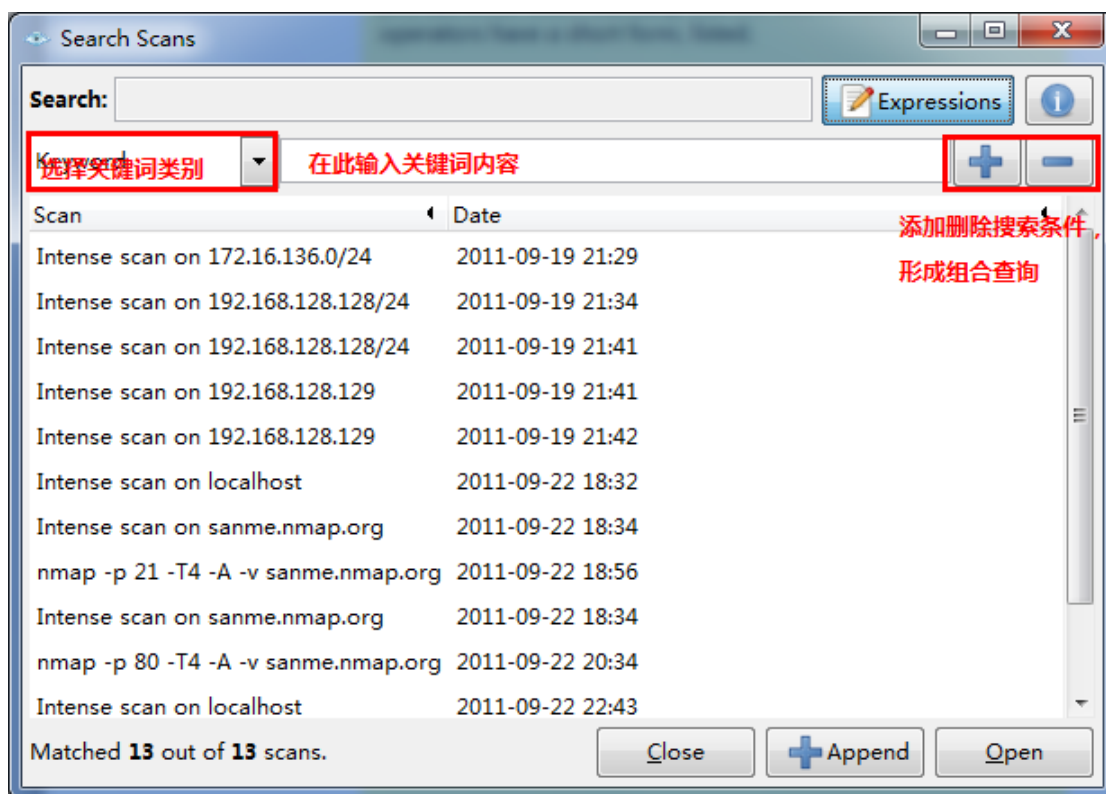 Search Scans
Search:
Expressions
Keyword
选择关键词类别
在此输入关键词内容
Scan Date
添加删除搜索条件，
形成组合查询
Intense scan on 172.16.136.0/24 2011-09-19 21:29
Intense scan on 192.168.128.128/24 2011-09-19 21:34
Intense scan on 192.168.128.128/24 2011-09-19 21:41
Intense scan on 192.168.128.129 2011-09-19 21:41
Intense scan on 192.168.128.129 2011-09-19 21:42
Intense scan on localhost 2011-09-22 18:32
Intense scan on sanme.nmap.org 2011-09-22 18:34
nmap -p 21 -T4 -A -v sanme.nmap.org 2011-09-22 18:56
Intense scan on sanme.nmap.org 2011-09-22 18:34
nmap -p 80 -T4 -A -v sanme.nmap.org 2011-09-22 20:34
Intense scan on localhost 2011-09-22 22:43
Matched 13 out of 13 scans.
Close
Append
Open